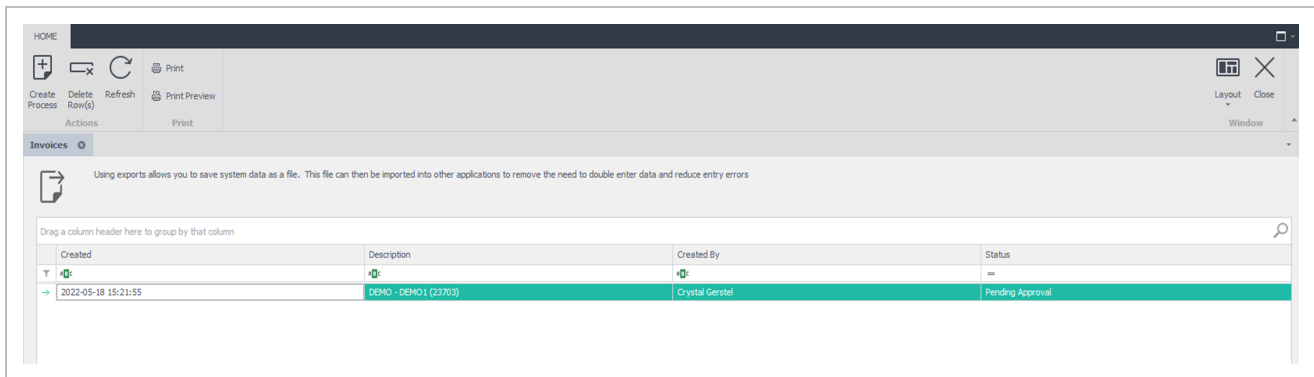 HOME
Create Process
Delete Row(s)
Refresh
Print
Print Preview
Layout
Close
Actions
Print
Window
Invoices
Using exports allows you to save system data as a file. This file can then be imported into other applications to remove the need to double enter data and reduce entry errors
Drag a column header here to group by that column
Created Description Created By Status
2022-05-18 15:21:55 DEMO - DEMO1 (23703) Crystal Gerstel Pending Approval